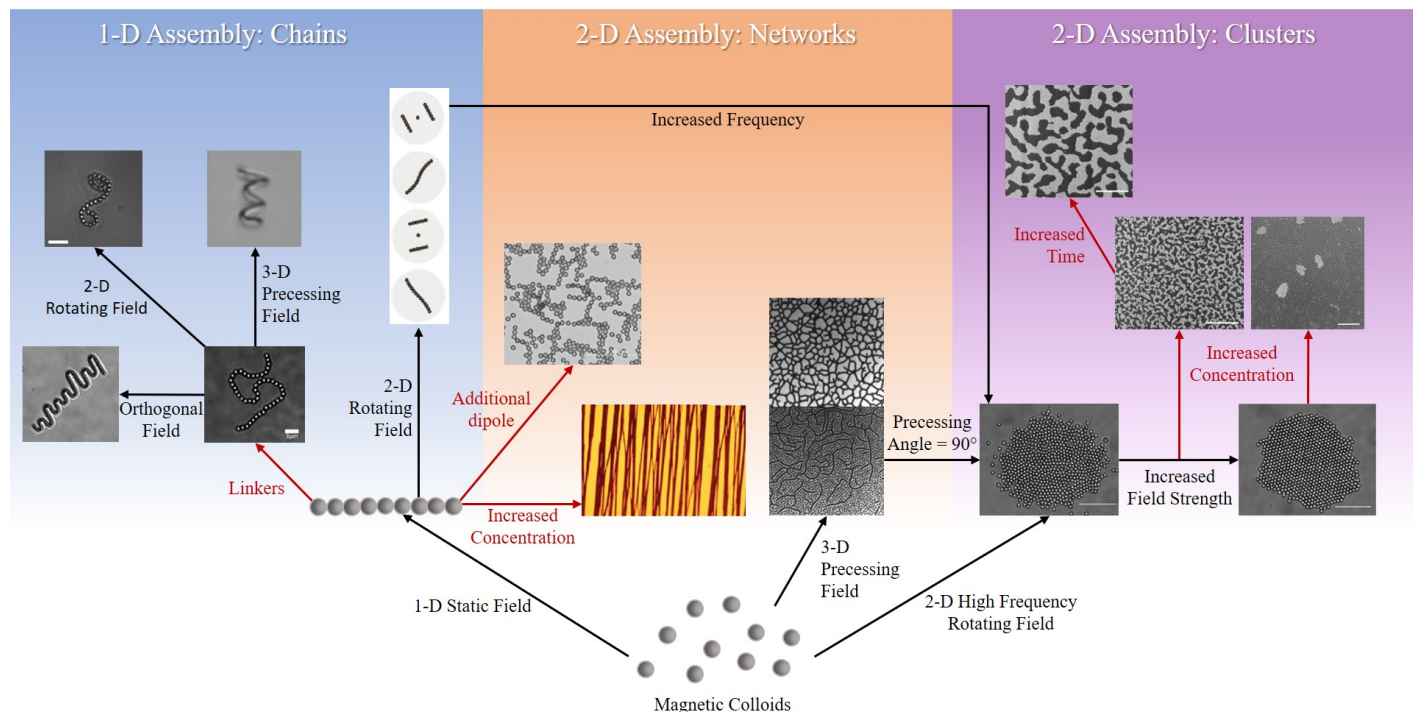 1-D Assembly: Chains
2-D Assembly: Networks
2-D Assembly: Clusters
Increased Frequency
2-D
Rotating Field
3-D
Precessing
Field
Orthogonal
Field
1μm
Linkers
2-D
Rotating
Field
Additional
dipole
Increased
Concentration
Increased
Time
Increased
Concentration
Precessing
Angle = 90°
Increased
Field Strength
1-D Static Field
3-D
Precessing
Field
2-D High Frequency
Rotating Field
Magnetic Colloids